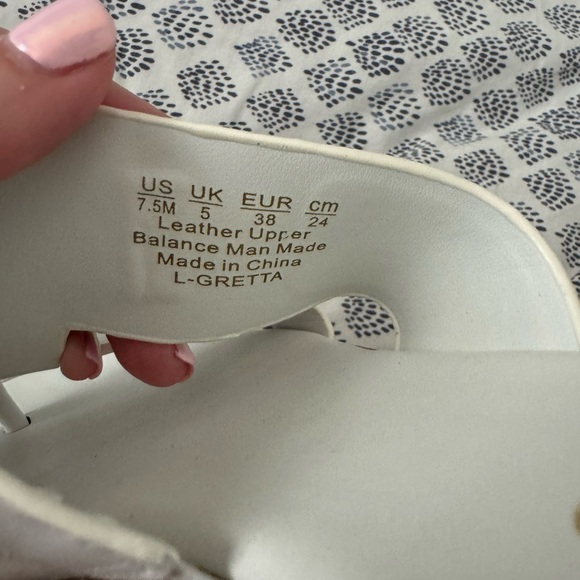 US UK EUR cm
7.5M 5 38 24
Leather Upper
Balance Man Made
Made in China
L-GRETTA